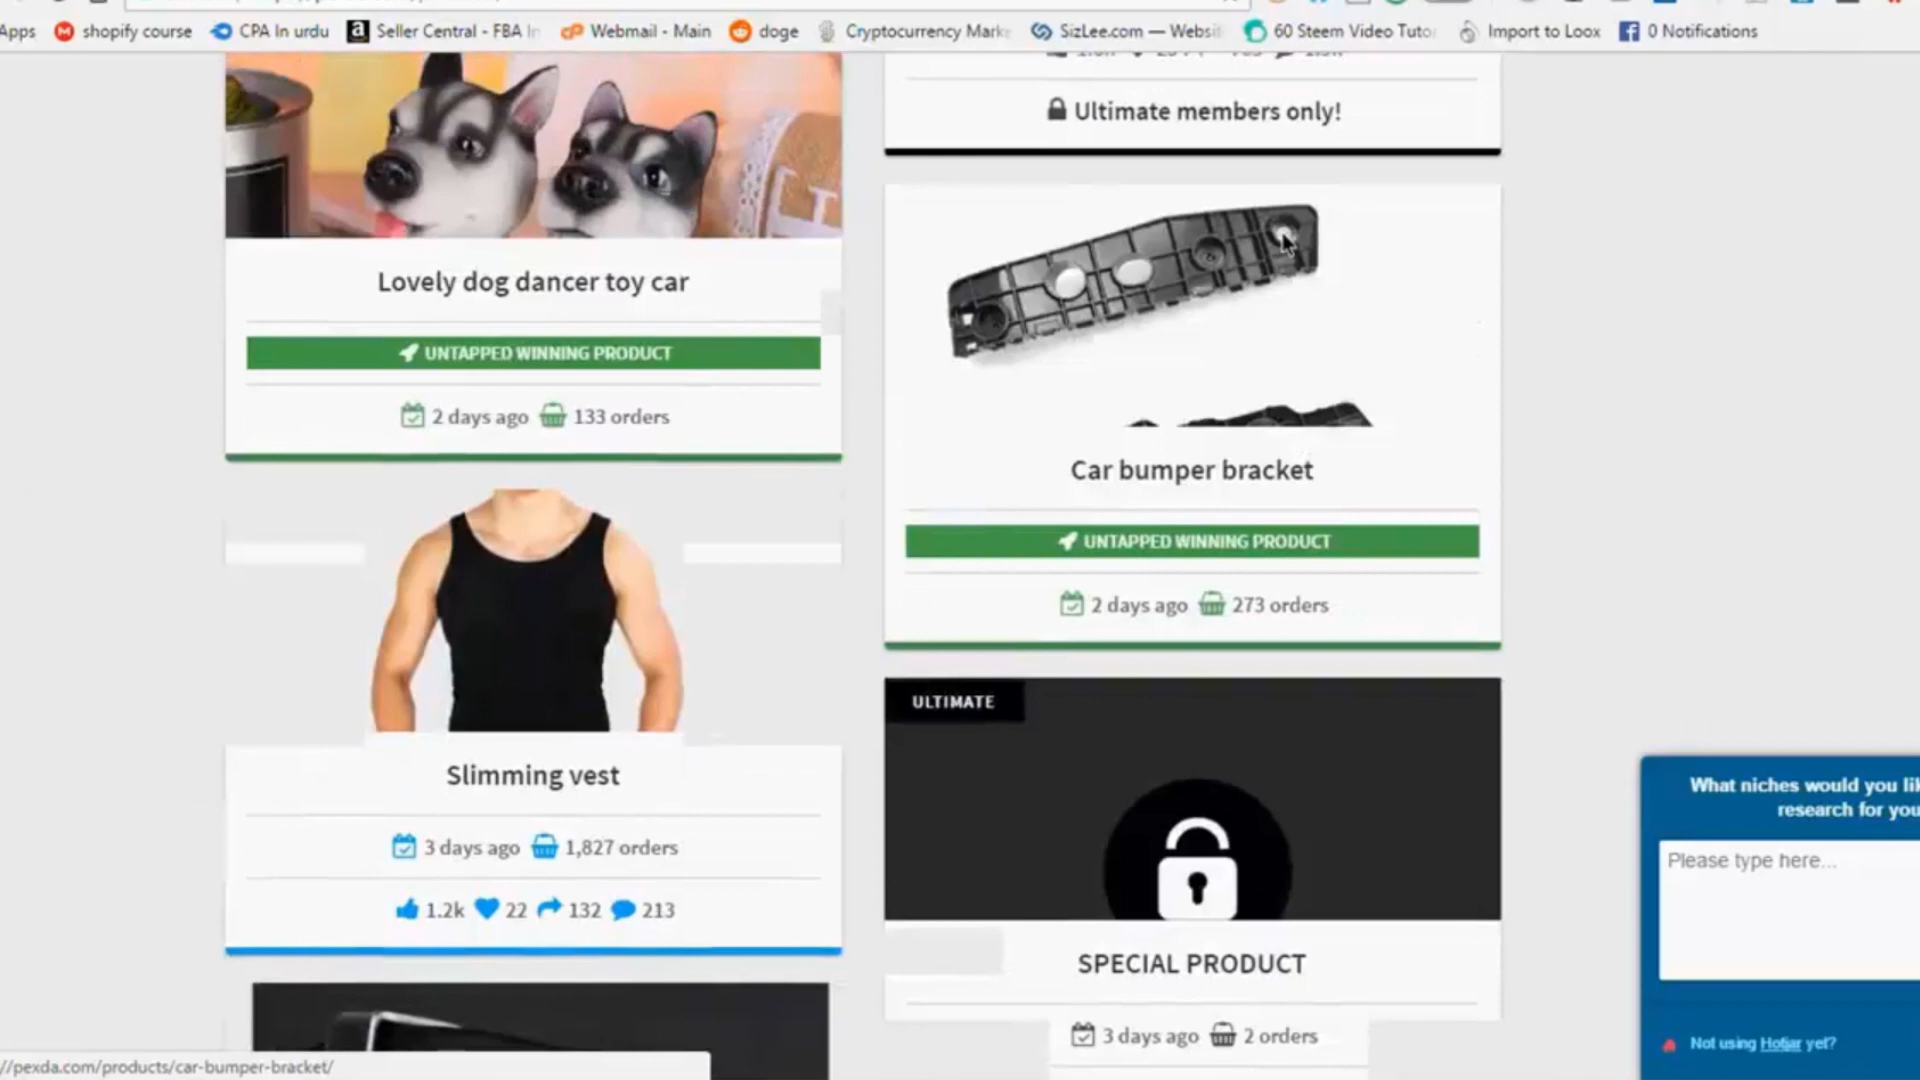 Apps shopify course CPA In urdu Seller Central - FBA In Webmail - Main doge Cryptocurrency Mark SizLee.com — Websi 60 Steem Video Tuto Import to Loox 0 Notifications
Ultimate members only!
Lovely dog dancer toy car
UNTAPPED WINNING PRODUCT
2 days ago 133 orders
Car bumper bracket
UNTAPPED WINNING PRODUCT
2 days ago 273 orders
Slimming vest
3 days ago 1,827 orders
1.2k 22 132 213
ULTIMATE
SPECIAL PRODUCT
3 days ago 2 orders
What niches would you lik
research for you
Please type here...
Not using Hotjar yet?
//pexda.com/products/car-bumper-bracket/